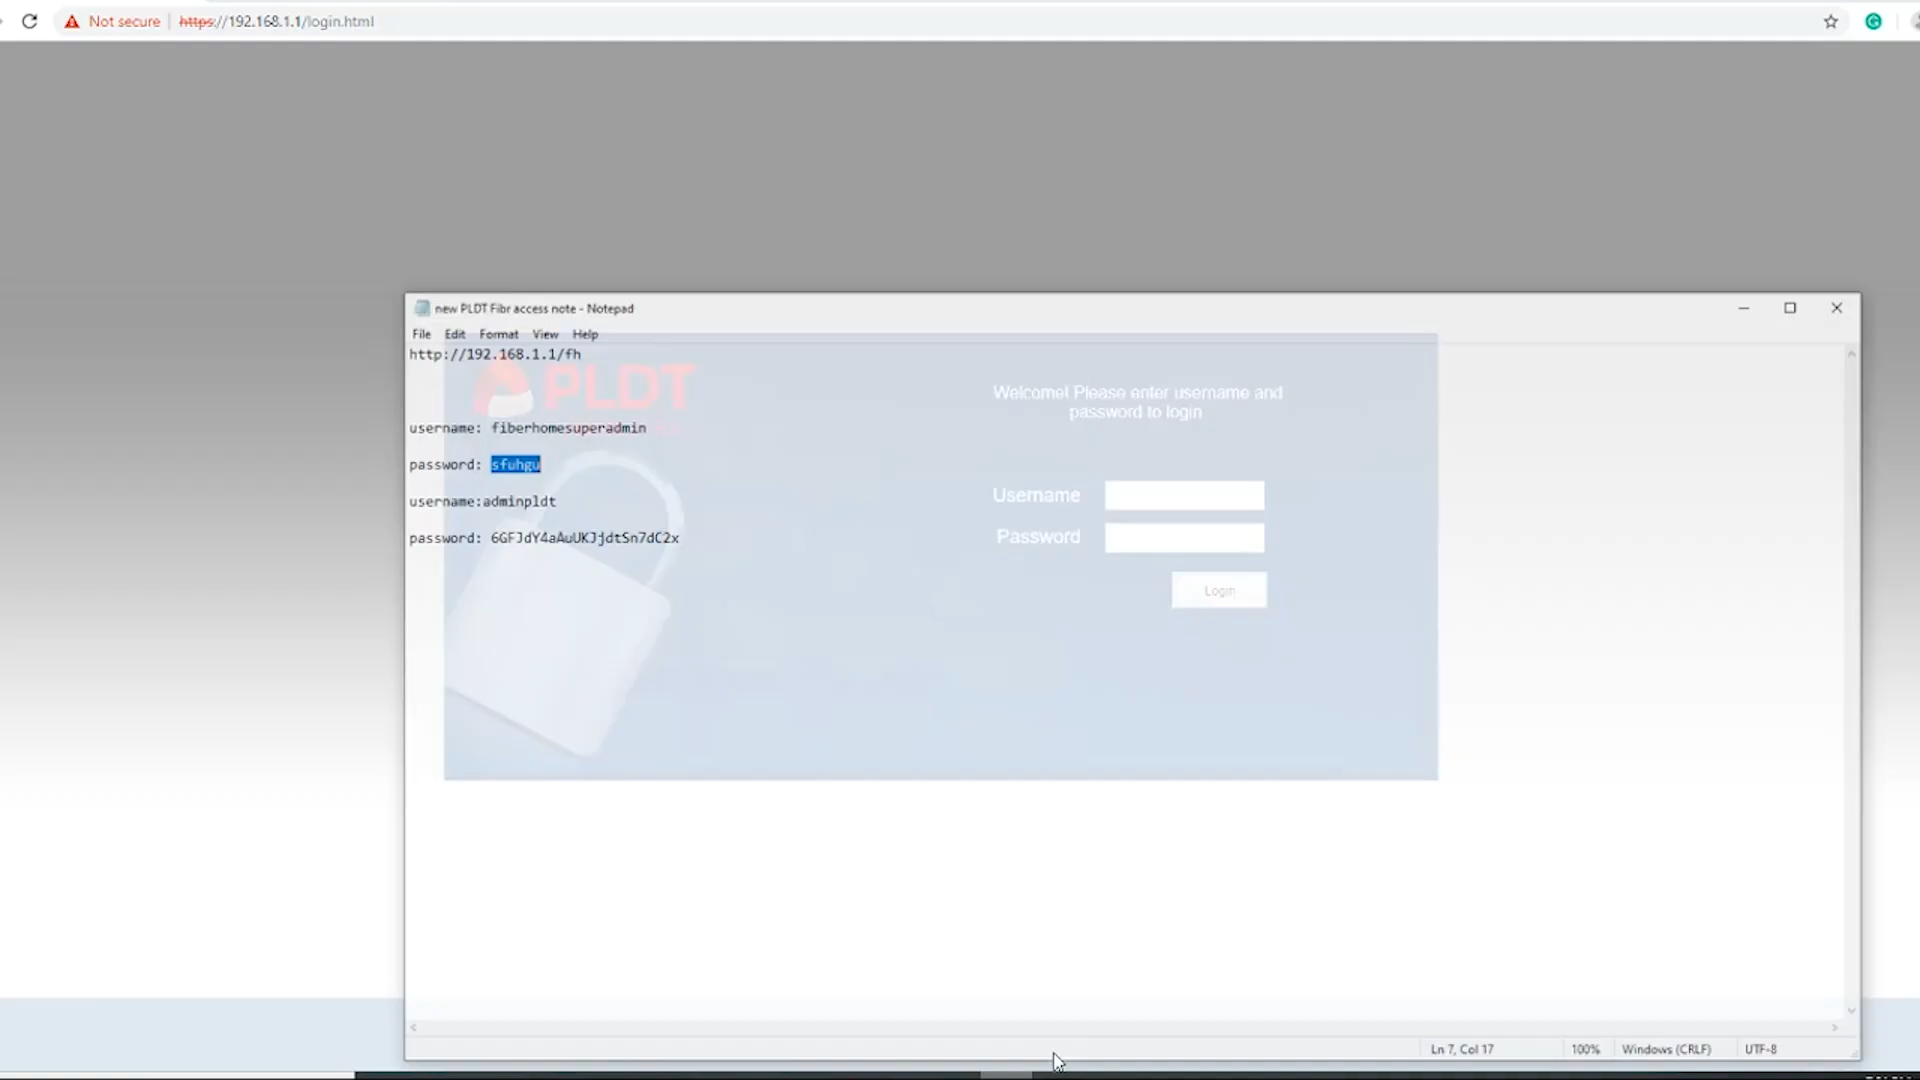 Not secure | https://192.168.1.1/login.html
new PLDT Fibr access note - Notepad
File Edit Format View Help
http://192.168.1.1/fh
PLDT
Welcome! Please enter username and
password to login
username: fiberhomesuperadmin
password: sfuhgu
username:adminpldt
password: 6GFJdY4aAuUKJjdtSn7dC2x
Username
Password
Login
Ln 7, Col 17
100%
Windows (CRLF)
UTF-8